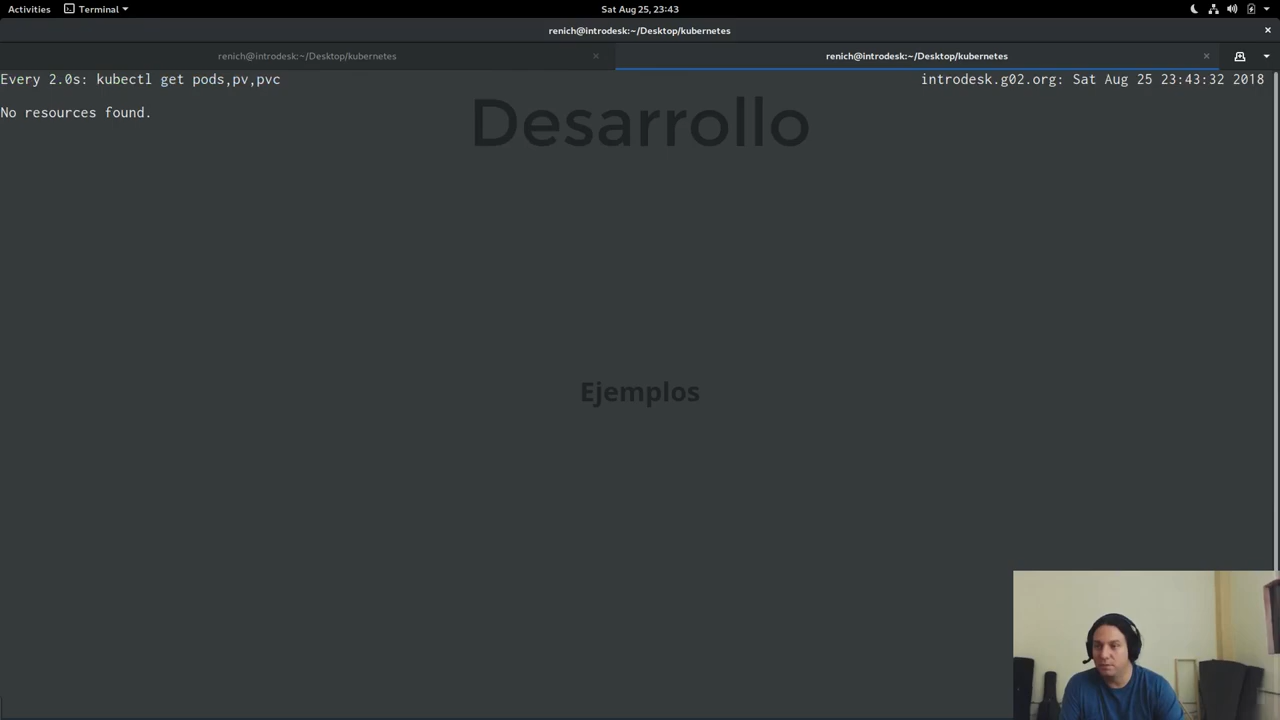 Activities Terminal Sat Aug 25, 23:43
renich@introdesk:~/Desktop/kubernetes
renich@introdesk:~/Desktop/kubernetes renich@introdesk:~/Desktop/kubernetes
Every 2.0s: kubectl get pods,pv,pvc introdesk.g02.org: Sat Aug 25 23:43:32 2018
No resources found.
Desarrollo
Ejemplos